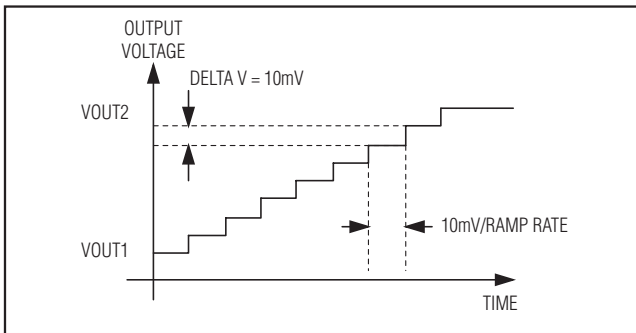 OUTPUT
VOLTAGE
DELTA V = 10mV
VOUT2
10mV/RAMP RATE
VOUT1
TIME